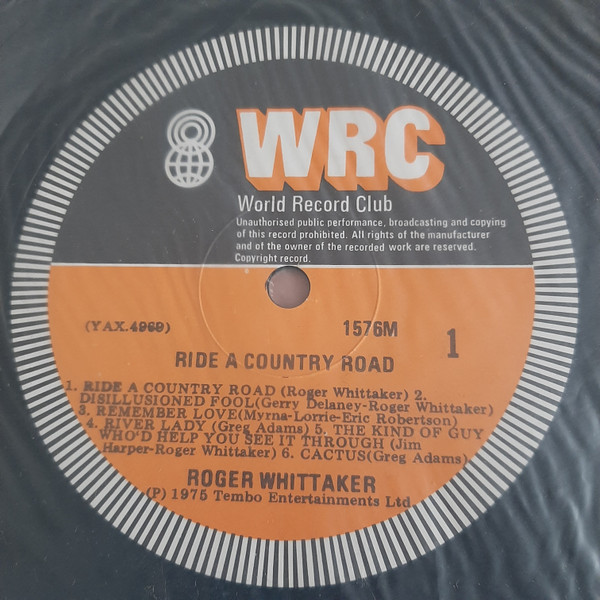 WRC
World Record Club
Unauthorised public performance, broadcasting and copying
of this record prohibited. All rights of the manufacturer
and of the owner of the recorded work are reserved.
Copyright record.
(YAX.4969)
1576M
1
RIDE A COUNTRY ROAD
1. RIDE A COUNTRY ROAD (Roger Whittaker) 2.
DISILLUSIONED FOOL(Gerry Delaney-Roger Whittaker)
3. REMEMBER LOVE(Myrna-Lorrie-Eric Robertson)
4. RIVER LADY (Greg Adams) 5. THE KIND OF GUY
WHO'D HELP YOU SEE IT THROUGH (Jim
Harper-Roger Whittaker) 6. CACTUS(Greg Adams)
ROGER WHITTAKER
(P) 1975 Tembo Entertainments Ltd.